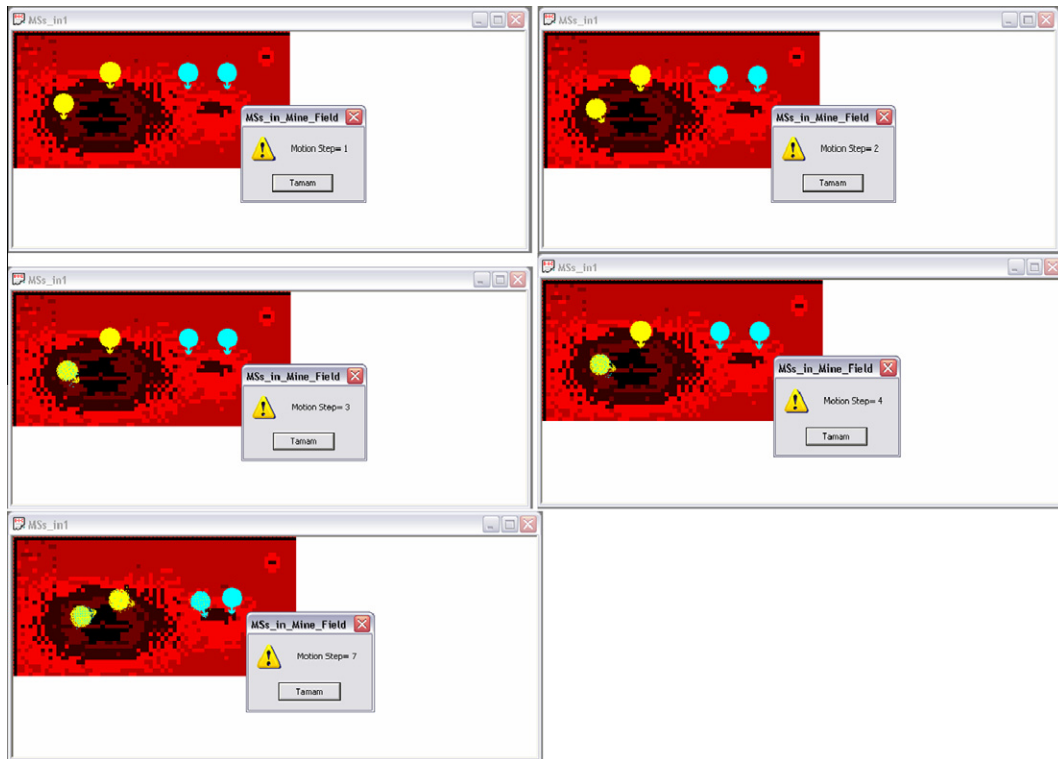 MSs_in1
MSs_in_Mine_Field
Motion Step= 1
Tamam
MSs_in1
MSs_in_Mine_Field
Motion Step= 2
Tamam
MSs_in1
MSs_in_Mine_Field
Motion Step= 3
Tamam
MSs_in1
MSs_in_Mine_Field
Motion Step= 4
Tamam
MSs_in1
MSs_in_Mine_Field
Motion Step= 7
Tamam